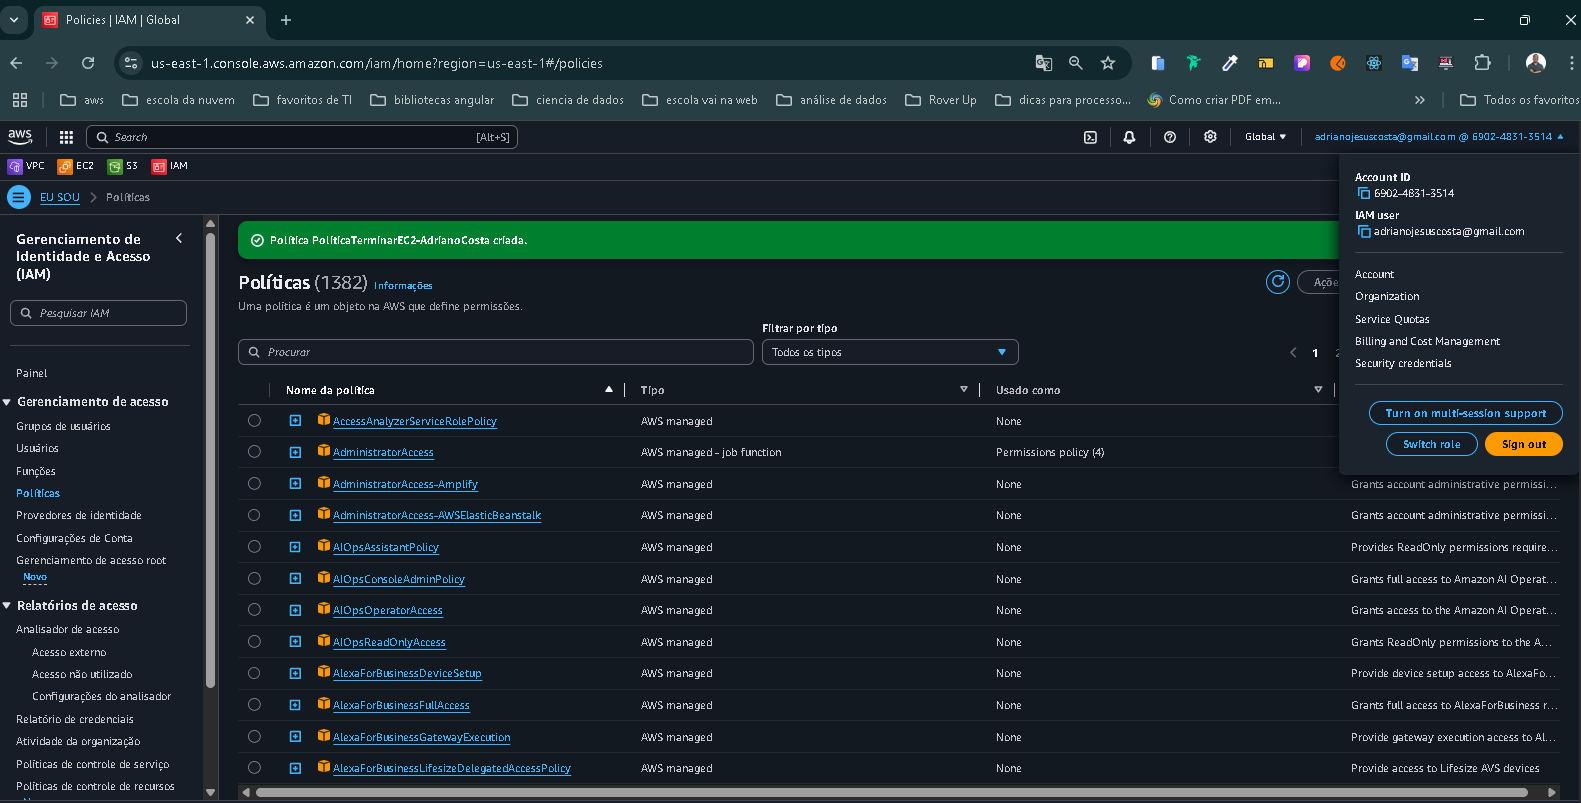 Policies | IAM | Global
us-east-1.console.aws.amazon.com/iam/home?region=us-east-1#/policies
aws
escola da nuvem
favoritos de TI
bibliotecas angular
ciencia de dados
escola vai na web
análise de dados
Rover Up
dicas para processo...
Como criar PDF em...
Todos os favoritos
aws
Search
[Alt+S]
Global
adrianojesuscosta@gmail.com @ 6902-4831-3514
VPC
EC2
S3
IAM
EU SOU
Políticas
Account ID
6902-4831-3514
IAM user
adrianojesuscosta@gmail.com
Account
Organization
Service Quotas
Billing and Cost Management
Security credentials
Turn on multi-session support
Switch role
Sign out
Gerenciamento de
Identidade e Acesso
(IAM)
Pesquisar IAM
Painel
Gerenciamento de acesso
Grupos de usuários
Usuários
Funções
Políticas
Provedores de identidade
Configurações de Conta
Gerenciamento de acesso root
Novo
Relatórios de acesso
Analisador de acesso
Acesso externo
Acesso não utilizado
Configurações do analisador
Relatório de credenciais
Atividade da organização
Políticas de controle de serviço
Políticas de controle de recursos
Política PolíticaTerminarEC2-AdrianoCosta criada.
Políticas (1382) Informações
Uma política é um objeto na AWS que define permissões.
Açõe
Filtrar por tipo
Procurar
Todos os tipos
1
2
Nome da política
Tipo
Usado como
AccessAnalyzerServiceRolePolicy AWS managed None
AdministratorAccess AWS managed - job function Permissions policy (4)
AdministratorAccess-Amplify AWS managed None Grants account administrative permissi...
AdministratorAccess-AWSElasticBeanstalk AWS managed None Grants account administrative permissi...
AIOpsAssistantPolicy AWS managed None Provides ReadOnly permissions require...
AIOpsConsoleAdminPolicy AWS managed None Grants full access to Amazon AI Operat...
AIOpsOperatorAccess AWS managed None Grants access to the Amazon AI Operat...
AIOpsReadOnlyAccess AWS managed None Grants ReadOnly permissions to the A...
AlexaForBusinessDeviceSetup AWS managed None Provide device setup access to AlexaFo...
AlexaForBusinessFullAccess AWS managed None Grants full access to AlexaForBusiness r...
AlexaForBusinessGatewayExecution AWS managed None Provide gateway execution access to Al...
AlexaForBusinessLifesizeDelegatedAccessPolicy AWS managed None Provide access to Lifesize AVS devices